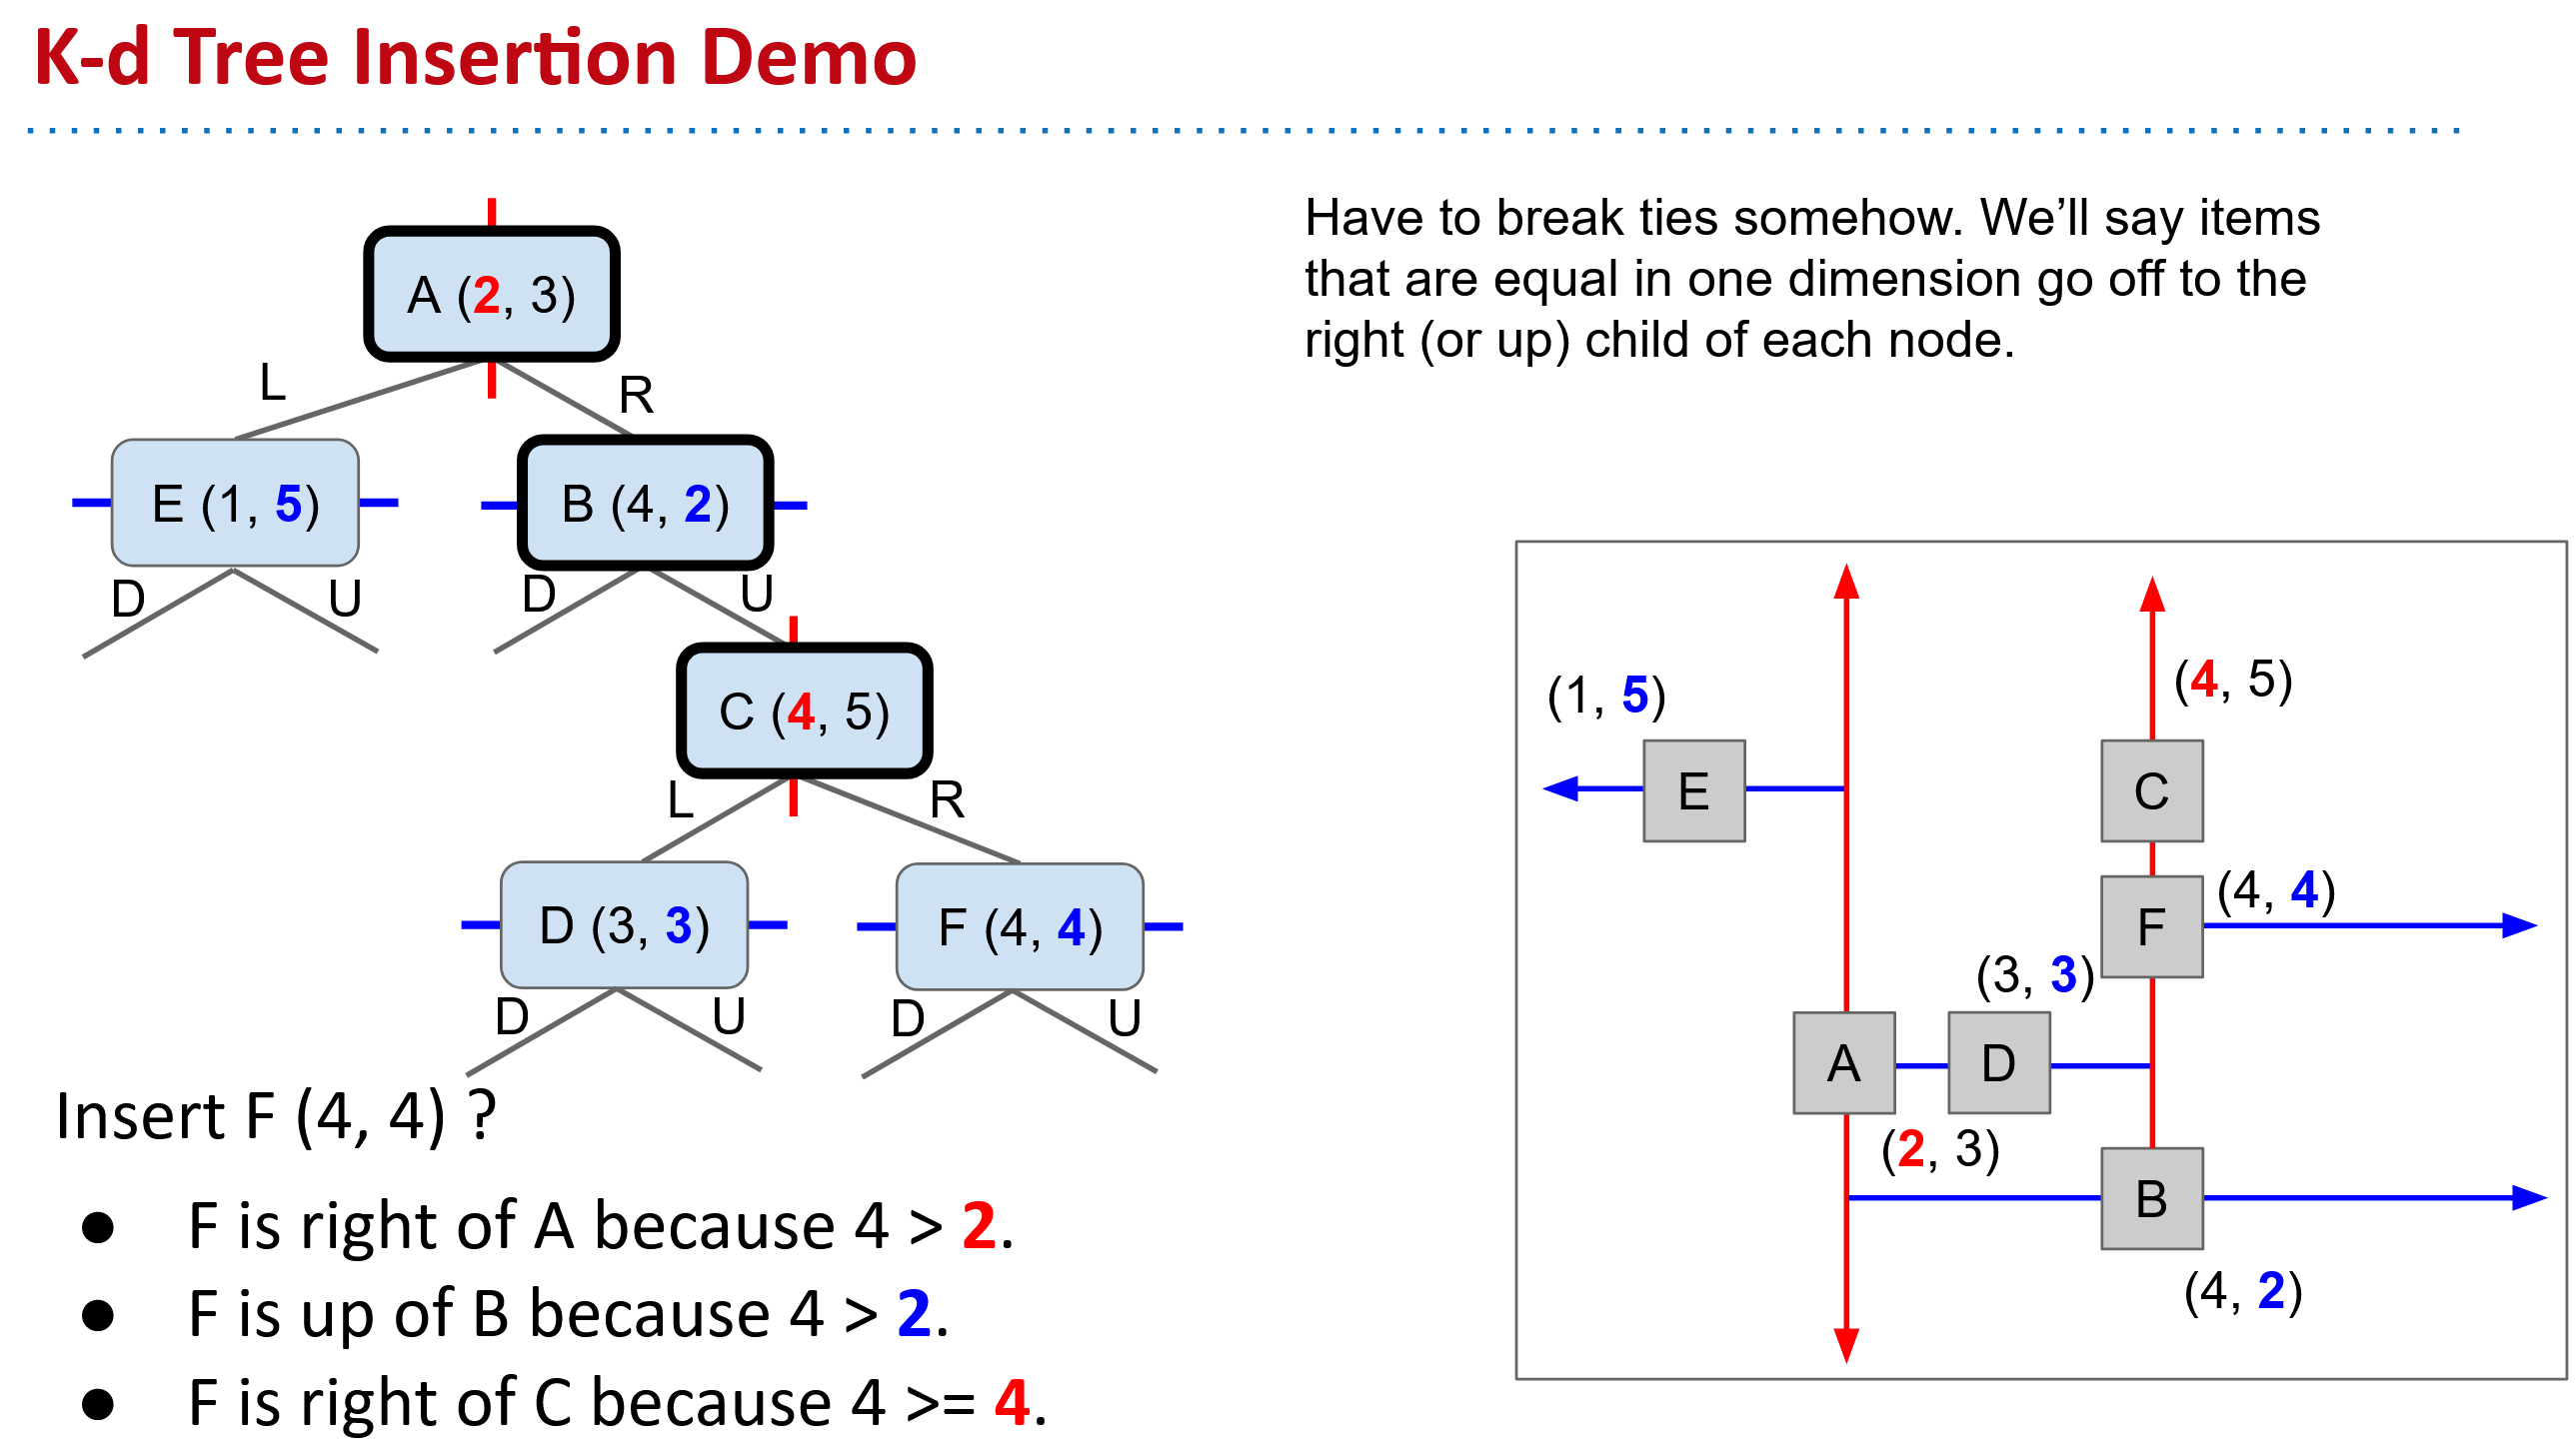 K-d Tree Insertion Demo
Have to break ties somehow. We’ll say items
that are equal in one dimension go off to the
right (or up) child of each node.
A (2, 3)
L
R
E (1, 5)
B (4, 2)
D
U
D
U
C (4, 5)
L
R
D (3, 3)
F (4, 4)
D
U
D
U
Insert F (4, 4) ?
● F is right of A because 4 > 2.
● F is up of B because 4 > 2.
● F is right of C because 4 >= 4.
(4, 5)
(1, 5)
E
C
(4, 4)
F
(3, 3)
A
D
(2, 3)
B
(4, 2)